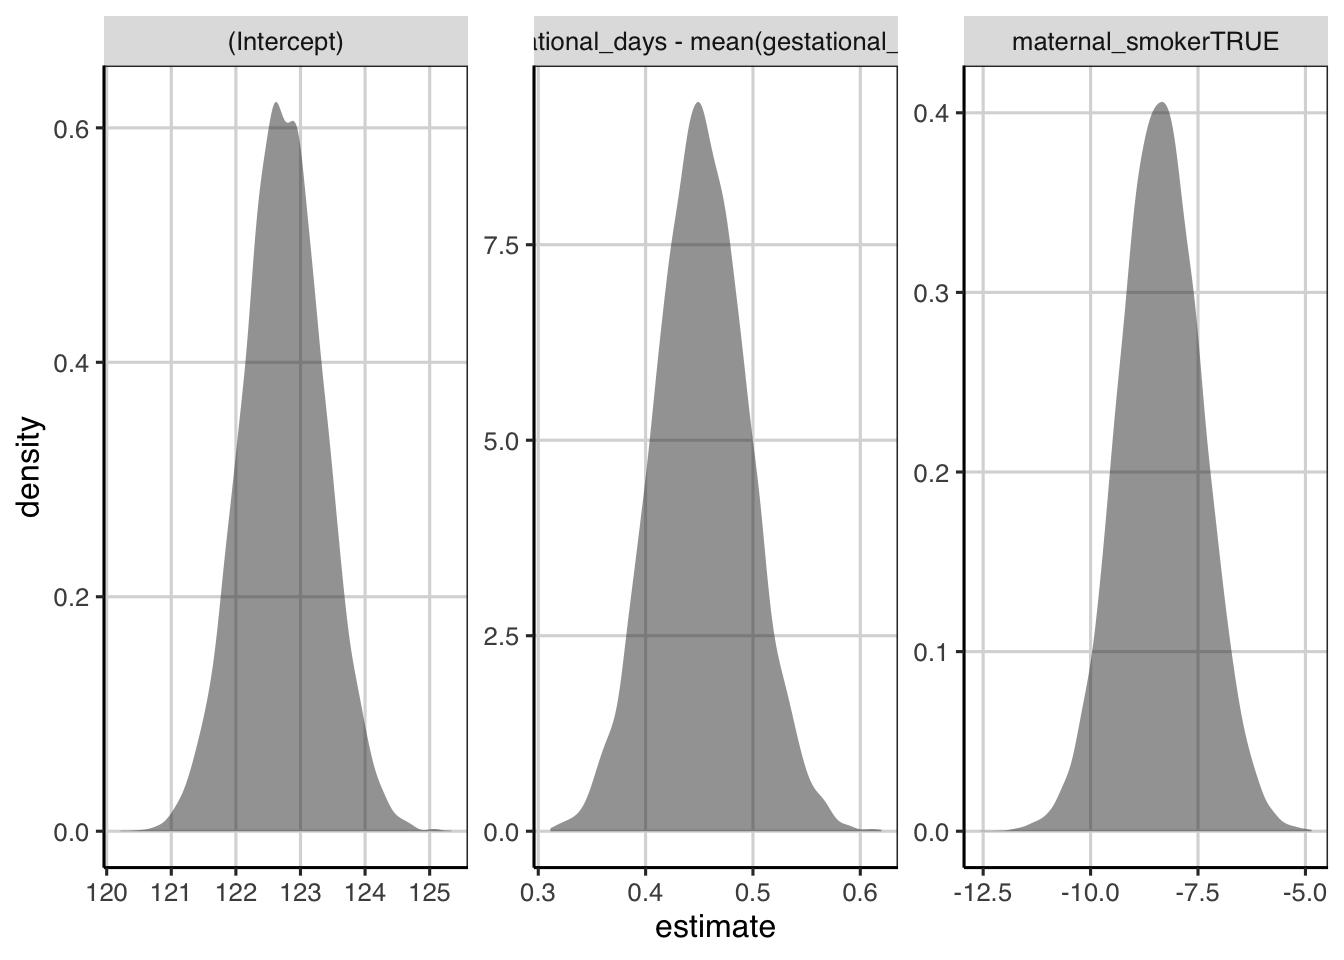 (Intercept)
ational_days - mean(gestational_
maternal_smokerTRUE
density
0.6
0.4
0.2
0.0
7.5
5.0
2.5
0.0
0.4
0.3
0.2
0.1
0.0
120 121 122 123 124 125
0.3 0.4 0.5 0.6
-12.5 -10.0 -7.5 -5.0
estimate